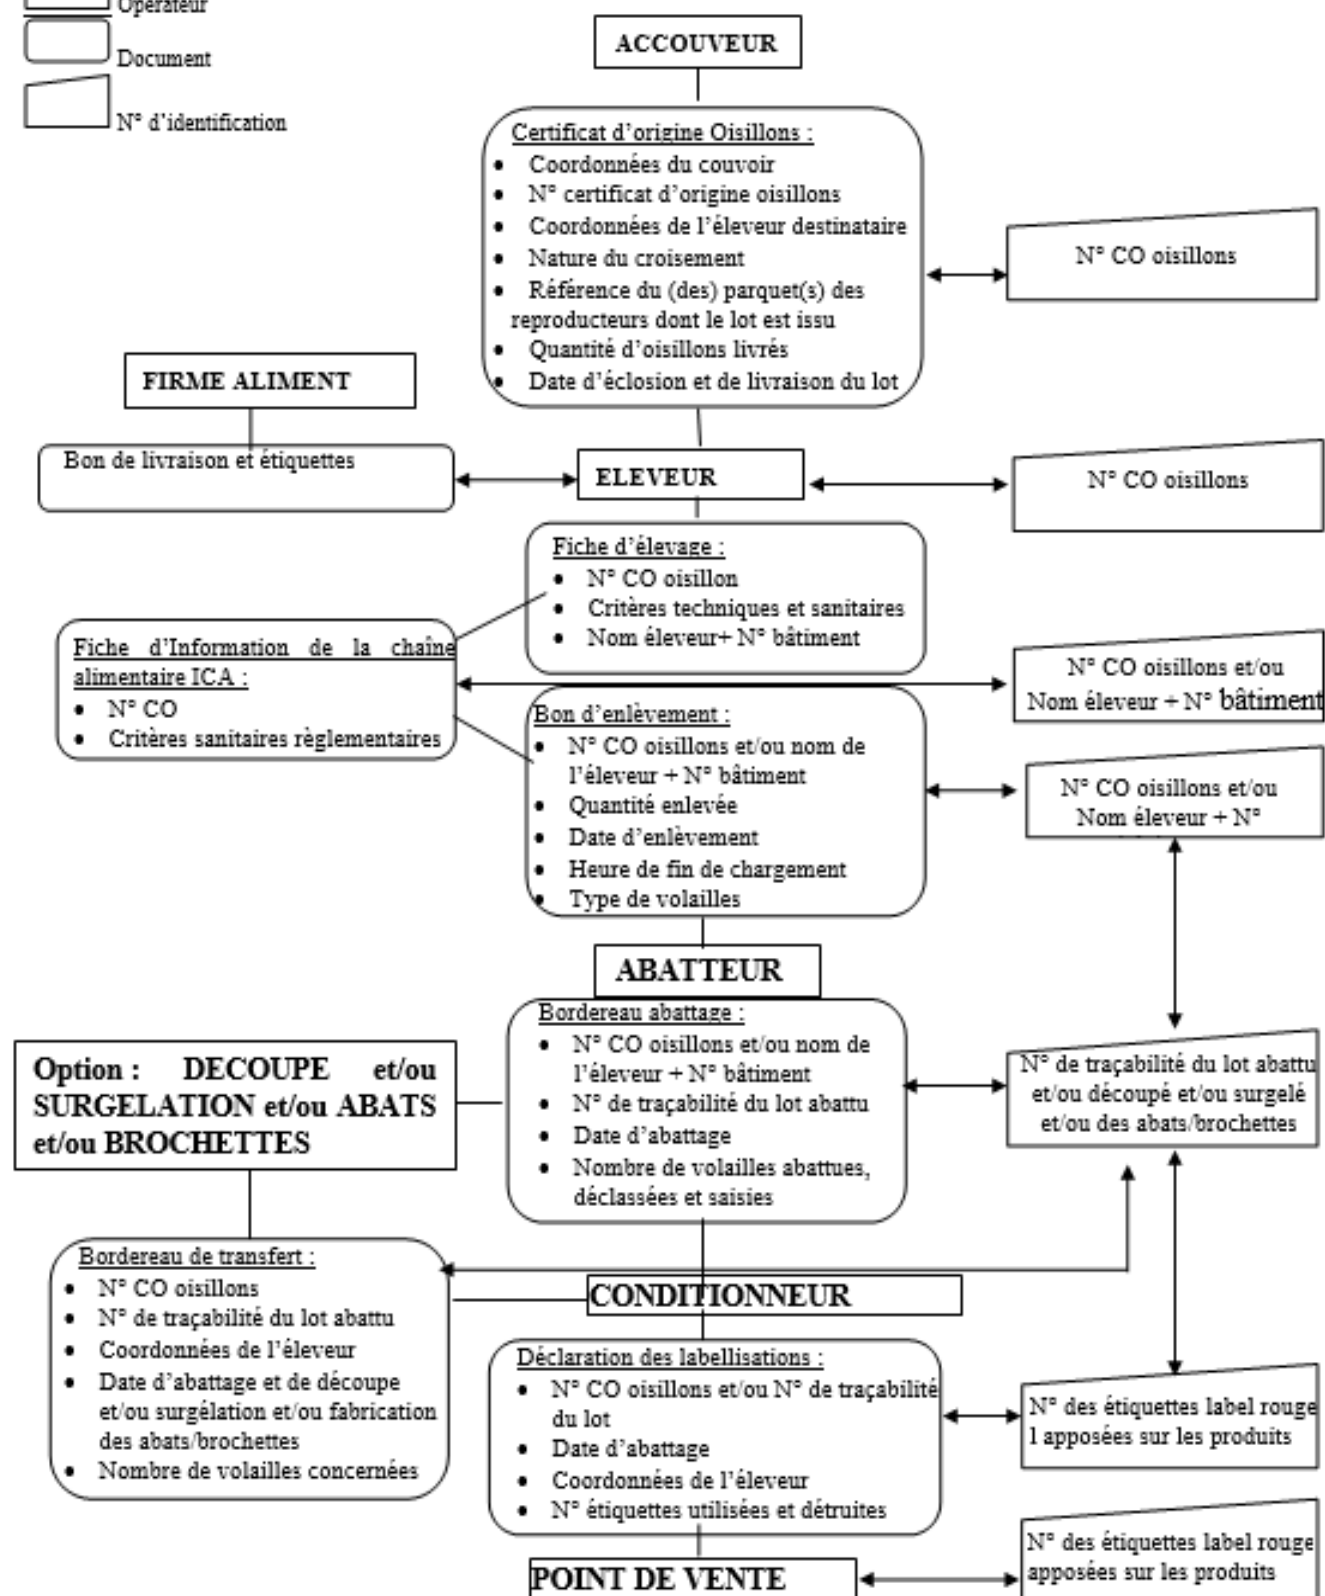 Opérateur
Document
N° d'identification
ACCOUVEUR
Certificat d'origine Oisillons :
• Coordonnées du couvoir
• N° certificat d'origine oisillons
• Coordonnées de l'éleveur destinataire
• Nature du croisement
• Référence du (des) parquet(s) des
reproducteurs dont le lot est issu
• Quantité d'oisillons livrés
• Date d'éclosion et de livraison du lot
N° CO oisillons
FIRME ALIMENT
Bon de livraison et étiquettes
ELEVEUR
N° CO oisillons
Fiche d'élevage :
• N° CO oisillon
• Critères techniques et sanitaires
• Nom éleveur+ N° bâtiment
Fiche d'Information de la chaîne
alimentaire ICA :
• N° CO
• Critères sanitaires règlementaires
N° CO oisillons et/ou
Nom éleveur + N° bâtiment
Bon d'enlèvement :
• N° CO oisillons et/ou nom de
l'éleveur + N° bâtiment
• Quantité enlevée
• Date d'enlèvement
• Heure de fin de chargement
• Type de volailles
N° CO oisillons et/ou
Nom éleveur + N°
ABATTEUR
Bordereau abattage :
• N° CO oisillons et/ou nom de
l'éleveur + N° bâtiment
• N° de traçabilité du lot abattu
• Date d'abattage
• Nombre de volailles abattues,
déclassées et saisies
Option : DECOUPE et/ou
SURGELATION et/ou ABATS
et/ou BROCHETTES
N° de traçabilité du lot abattu
et/ou découpé et/ou surgelé
et/ou des abats/brochettes
Bordereau de transfert :
• N° CO oisillons
• N° de traçabilité du lot abattu
• Coordonnées de l'éleveur
• Date d'abattage et de découpe
et/ou surgélation et/ou fabrication
des abats/brochettes
• Nombre de volailles concernées
CONDITIONNEUR
Déclaration des labellisations :
• N° CO oisillons et/ou N° de traçabilité
du lot
• Date d'abattage
• Coordonnées de l'éleveur
• N° étiquettes utilisées et détruites
N° des étiquettes label rouge
l apposées sur les produits
POINT DE VENTE
N° des étiquettes label rouge
apposées sur les produits